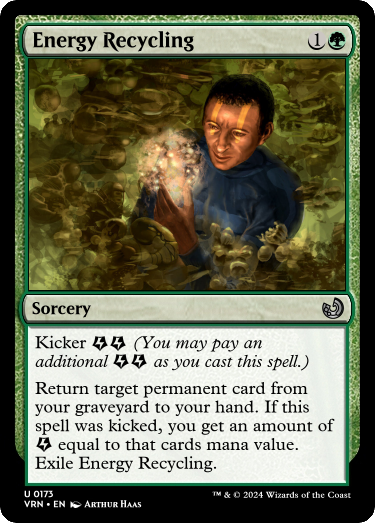 Energy Recycling 1
Sorcery
Kicker (You may pay an
additional as you cast this spell.)
Return target permanent card from
your graveyard to your hand. If this
spell was kicked, you get an amount of
equal to that cards mana value.
Exile Energy Recycling.
U 0173
VRN • EN Arthur Haas
™ & © 2024 Wizards of the Coast